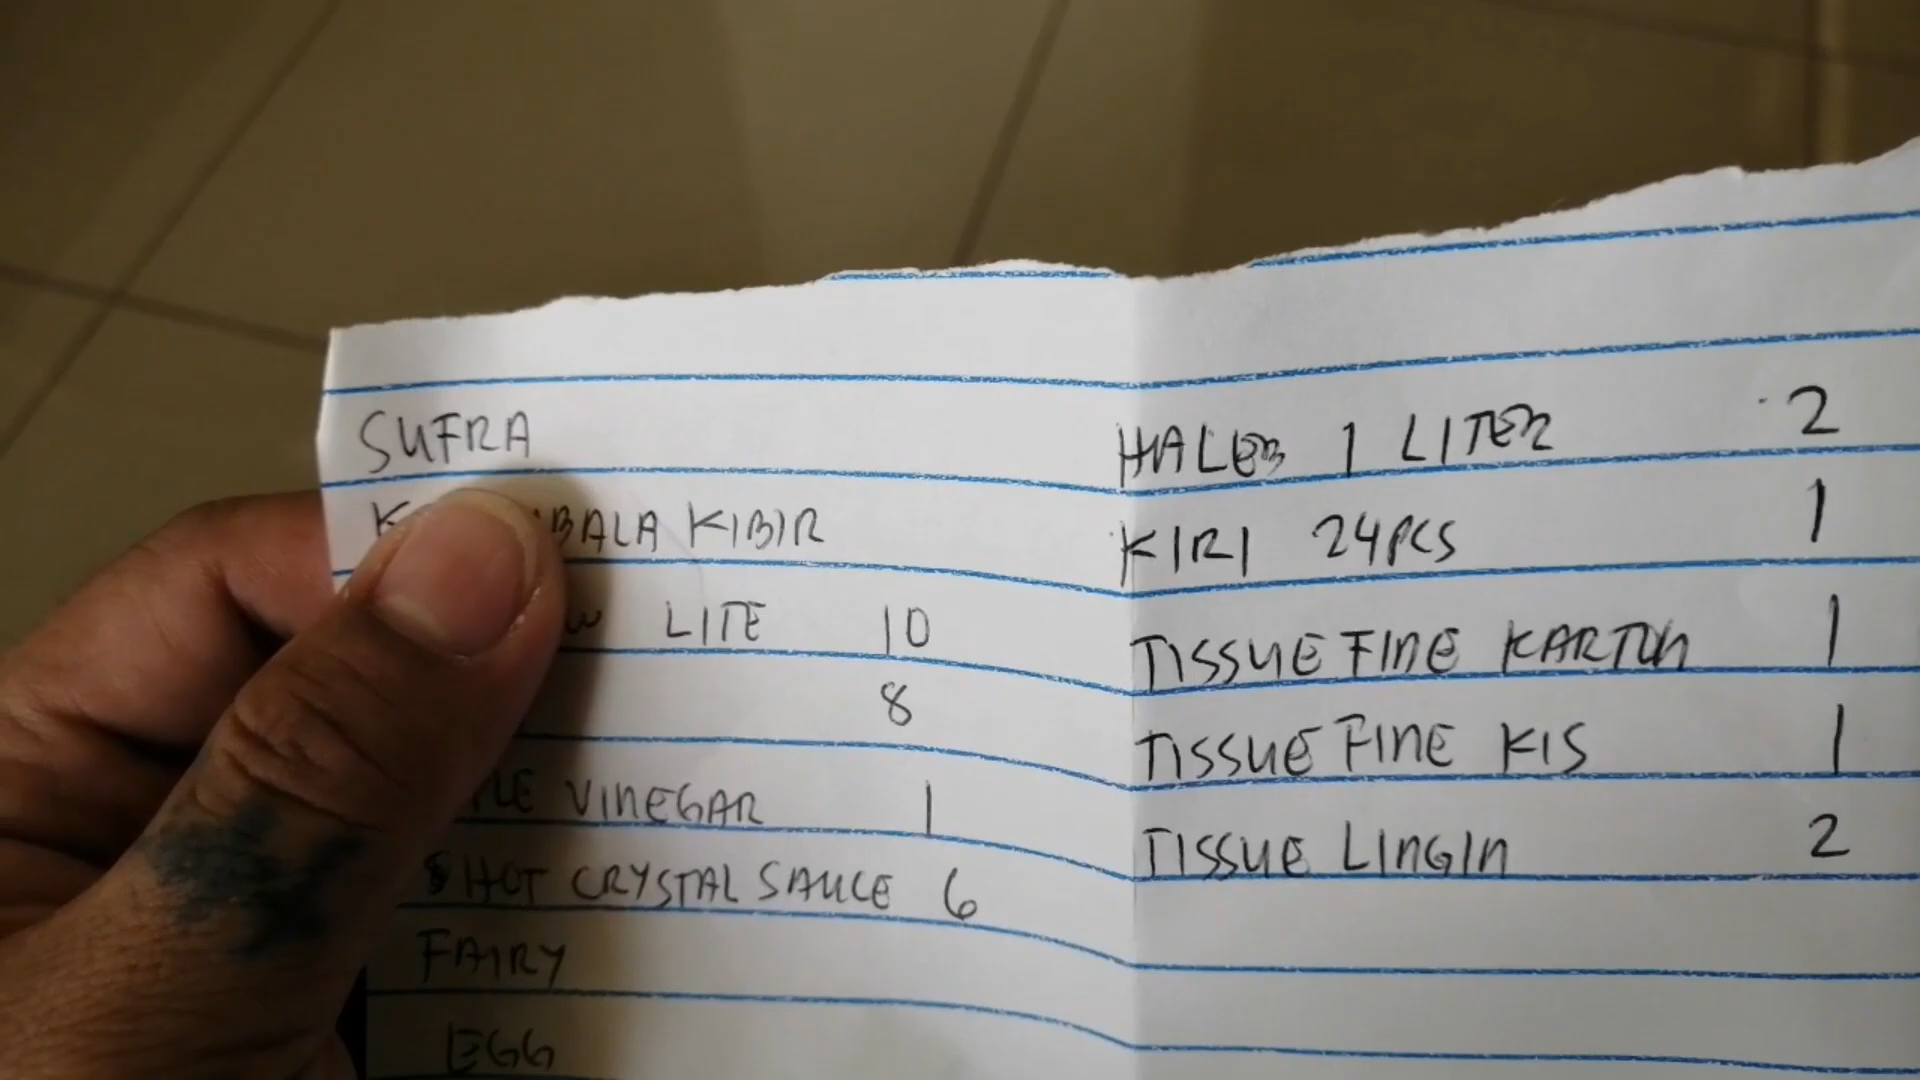 SUFRA
BALA KIBIR
LITE 10
8
VINEGAR 1
HOT CRYSTAL SAUCE 6
FAIRY
EGG
HALEB 1 LITER 2
KIRI 24PCS 1
TISSUE FINE KARTON 1
TISSUE FINE KIS 1
TISSUE LINGIN 2